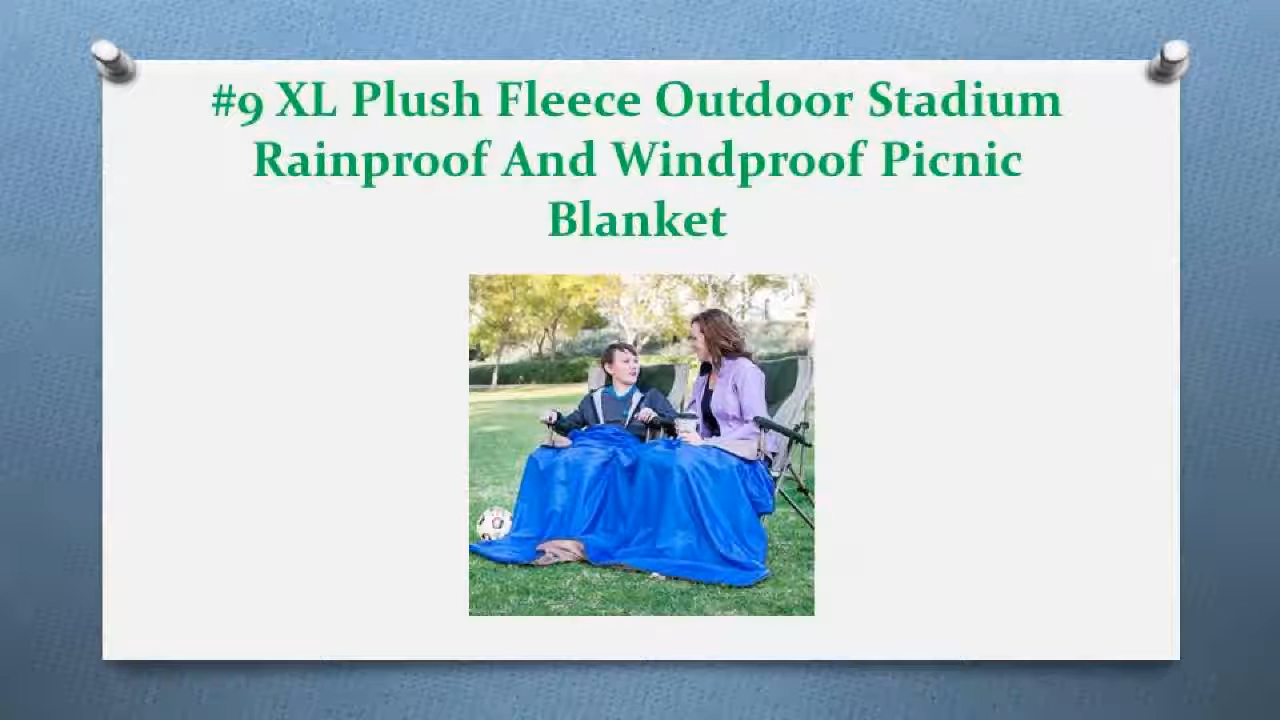 #9 XL Plush Fleece Outdoor Stadium
Rainproof And Windproof Picnic
Blanket